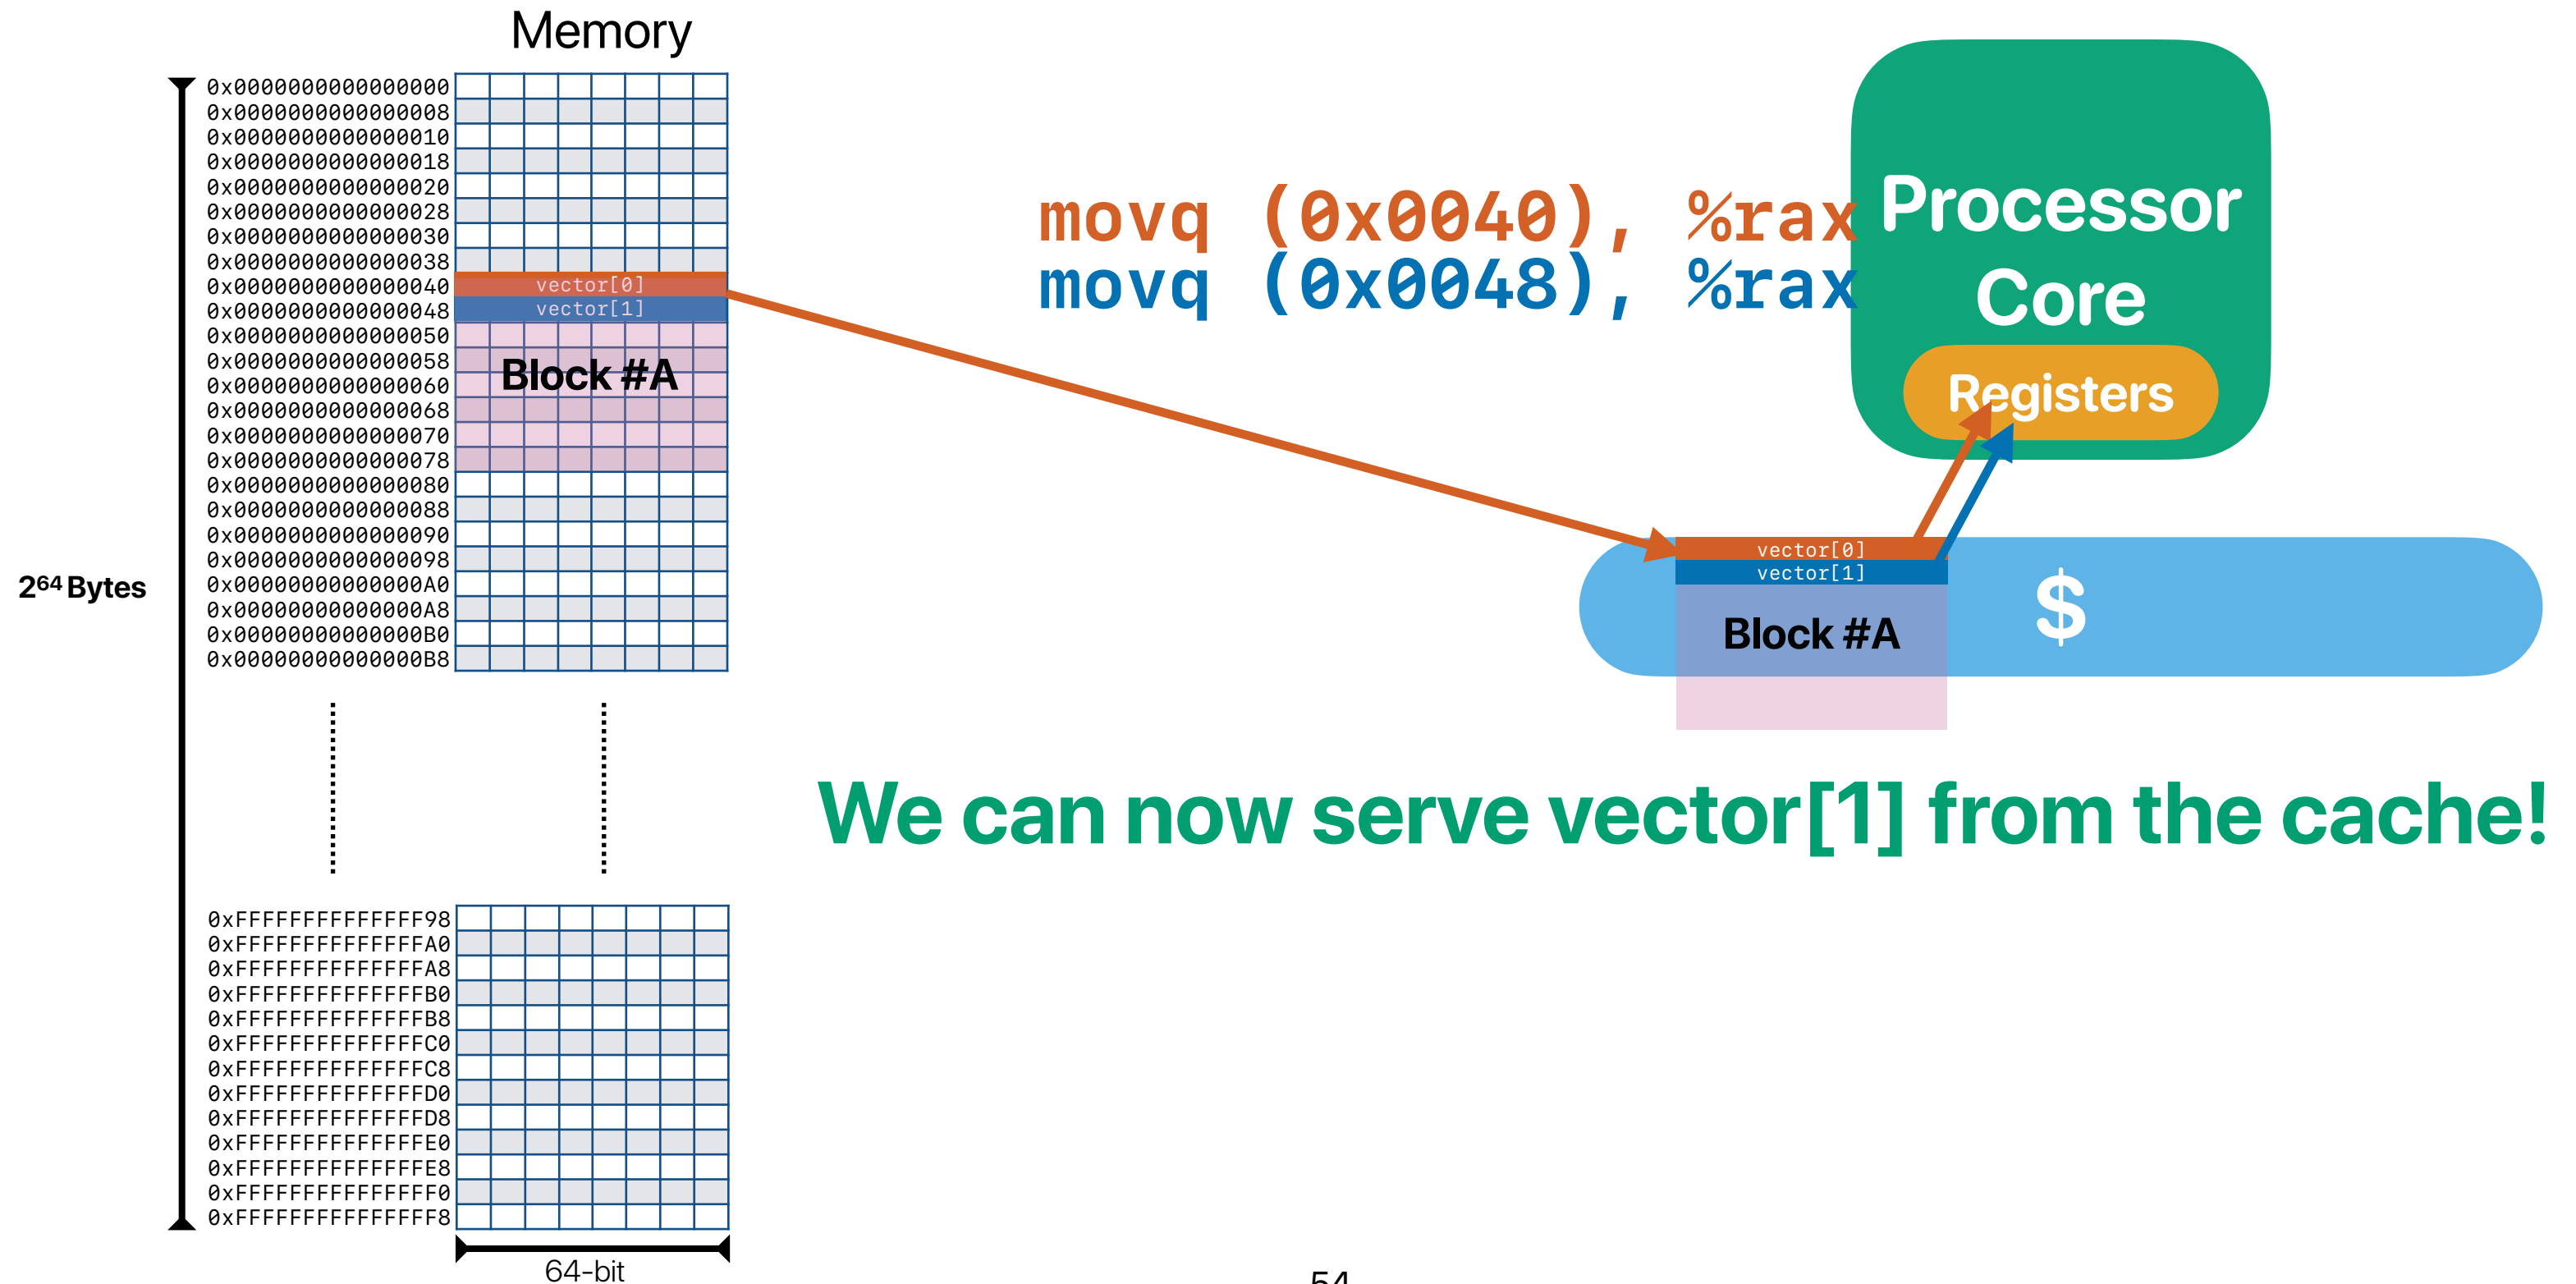 Memory
0x0000000000000000
0x0000000000000008
0x0000000000000010
0x0000000000000018
0x0000000000000020
0x0000000000000028
0x0000000000000030
0x0000000000000038
0x0000000000000040
0x0000000000000048
0x0000000000000050
0x0000000000000058
0x0000000000000060
0x0000000000000068
0x0000000000000070
0x0000000000000078
0x0000000000000080
0x0000000000000088
0x0000000000000090
0x0000000000000098
0x00000000000000A0
0x00000000000000A8
0x00000000000000B0
0x00000000000000B8
vector[0]
vector[1]
Block #A
2⁶⁴ Bytes
0xFFFFFFFFFFFFFF98
0xFFFFFFFFFFFFFFA0
0xFFFFFFFFFFFFFFA8
0xFFFFFFFFFFFFFFB0
0xFFFFFFFFFFFFFFB8
0xFFFFFFFFFFFFFFC0
0xFFFFFFFFFFFFFFC8
0xFFFFFFFFFFFFFFD0
0xFFFFFFFFFFFFFFD8
0xFFFFFFFFFFFFFFE0
0xFFFFFFFFFFFFFFE8
0xFFFFFFFFFFFFFFF0
0xFFFFFFFFFFFFFFF8
64-bit
movq (0x0040), %rax
movq (0x0048), %rax
Processor
Core
Registers
vector[0]
vector[1]
Block #A
$
We can now serve vector[1] from the cache!
54